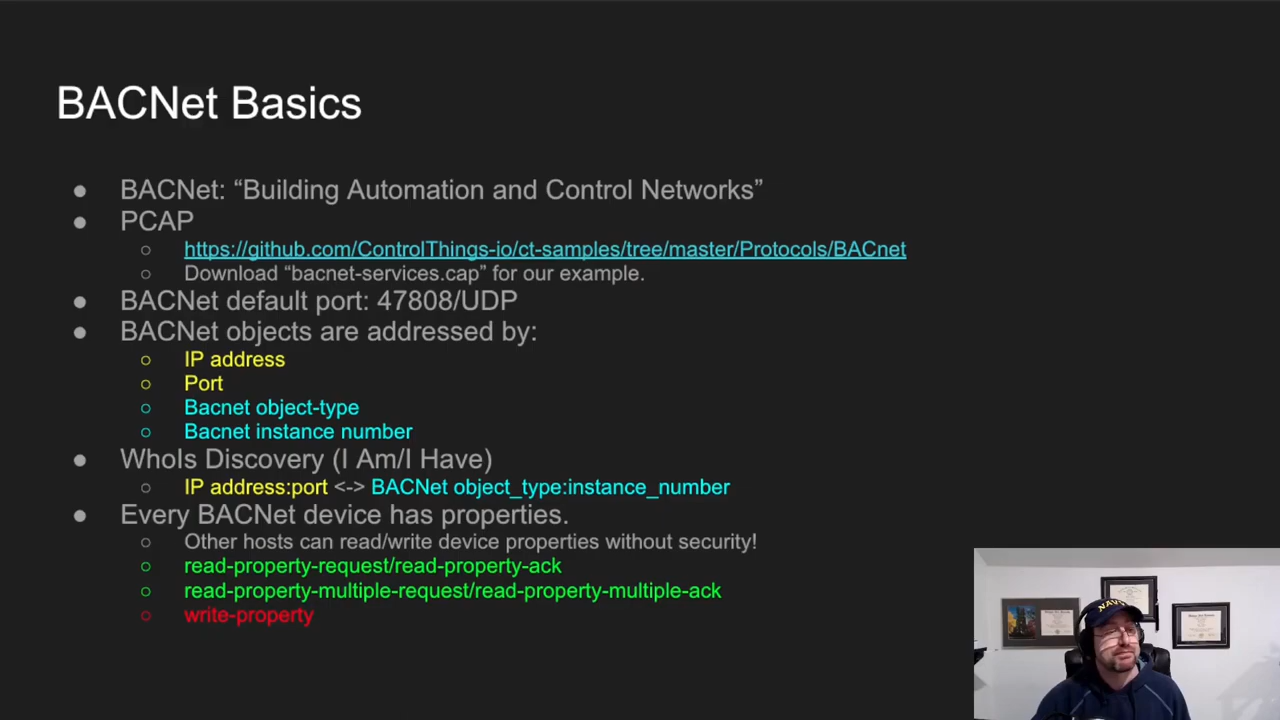 BACNet Basics
● BACNet: “Building Automation and Control Networks”
● PCAP
○ https://github.com/ControlThings-io/ct-samples/tree/master/Protocols/BACnet
○ Download “bacnet-services.cap” for our example.
● BACNet default port: 47808/UDP
● BACNet objects are addressed by:
○ IP address
○ Port
○ Bacnet object-type
○ Bacnet instance number
● WhoIs Discovery (I Am/I Have)
○ IP address:port <-> BACNet object_type:instance_number
● Every BACNet device has properties.
○ Other hosts can read/write device properties without security!
○ read-property-request/read-property-ack
○ read-property-multiple-request/read-property-multiple-ack
○ write-property
NAVY